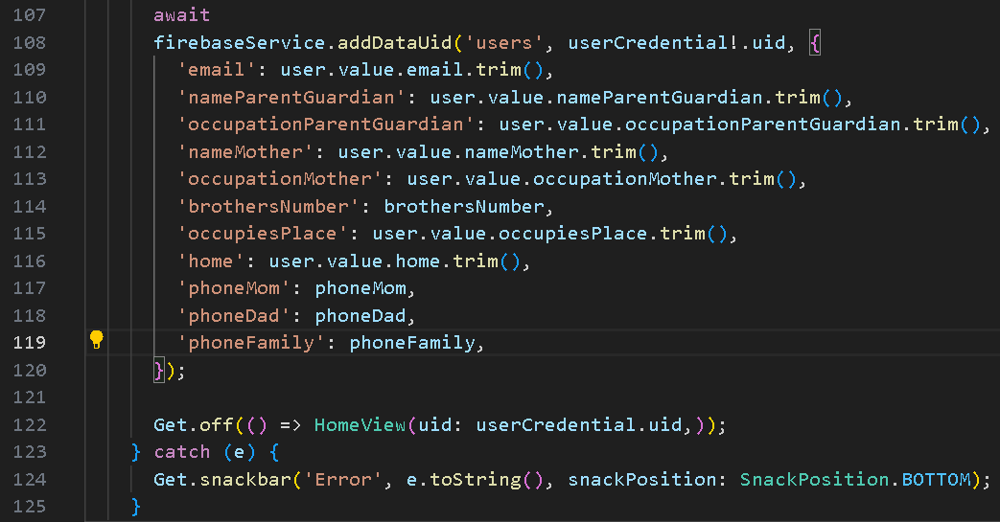 107 await
108 firebaseService.addDataUid('users', userCredential!.uid, {
109 'email': user.value.email.trim(),
110 'nameParentGuardian': user.value.nameParentGuardian.trim(),
111 'occupationParentGuardian': user.value.occupationParentGuardian.trim(),
112 'nameMother': user.value.nameMother.trim(),
113 'occupationMother': user.value.occupationMother.trim(),
114 'brothersNumber': brothersNumber,
115 'occupiesPlace': user.value.occupiesPlace.trim(),
116 'home': user.value.home.trim(),
117 'phoneMom': phoneMom,
118 'phoneDad': phoneDad,
119 'phoneFamily': phoneFamily,
120 });
121
122 Get.off(() => HomeView(uid: userCredential.uid,));
123 } catch (e) {
124 Get.snackbar('Error', e.toString(), snackPosition: SnackPosition.BOTTOM);
125 }